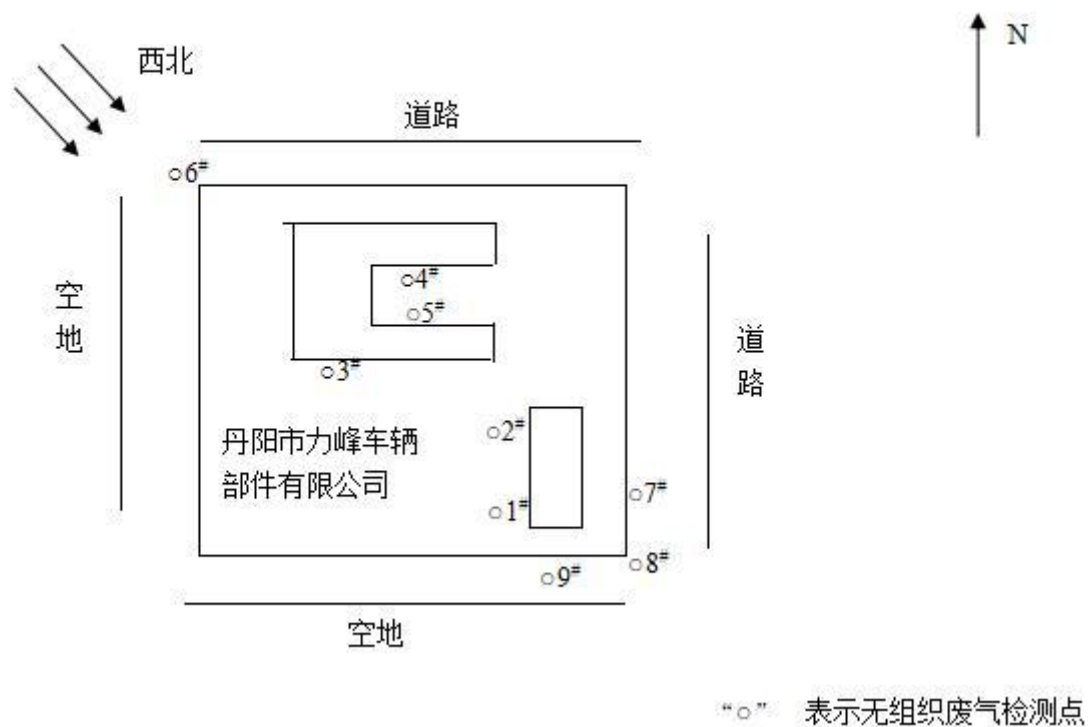 西北
N
道路
○6#
空地
○4#
○5#
道路
○3#
○2#
丹阳市力峰车辆
部件有限公司
○7#
○1#
○8#
○9#
空地
“○” 表示无组织废气检测点